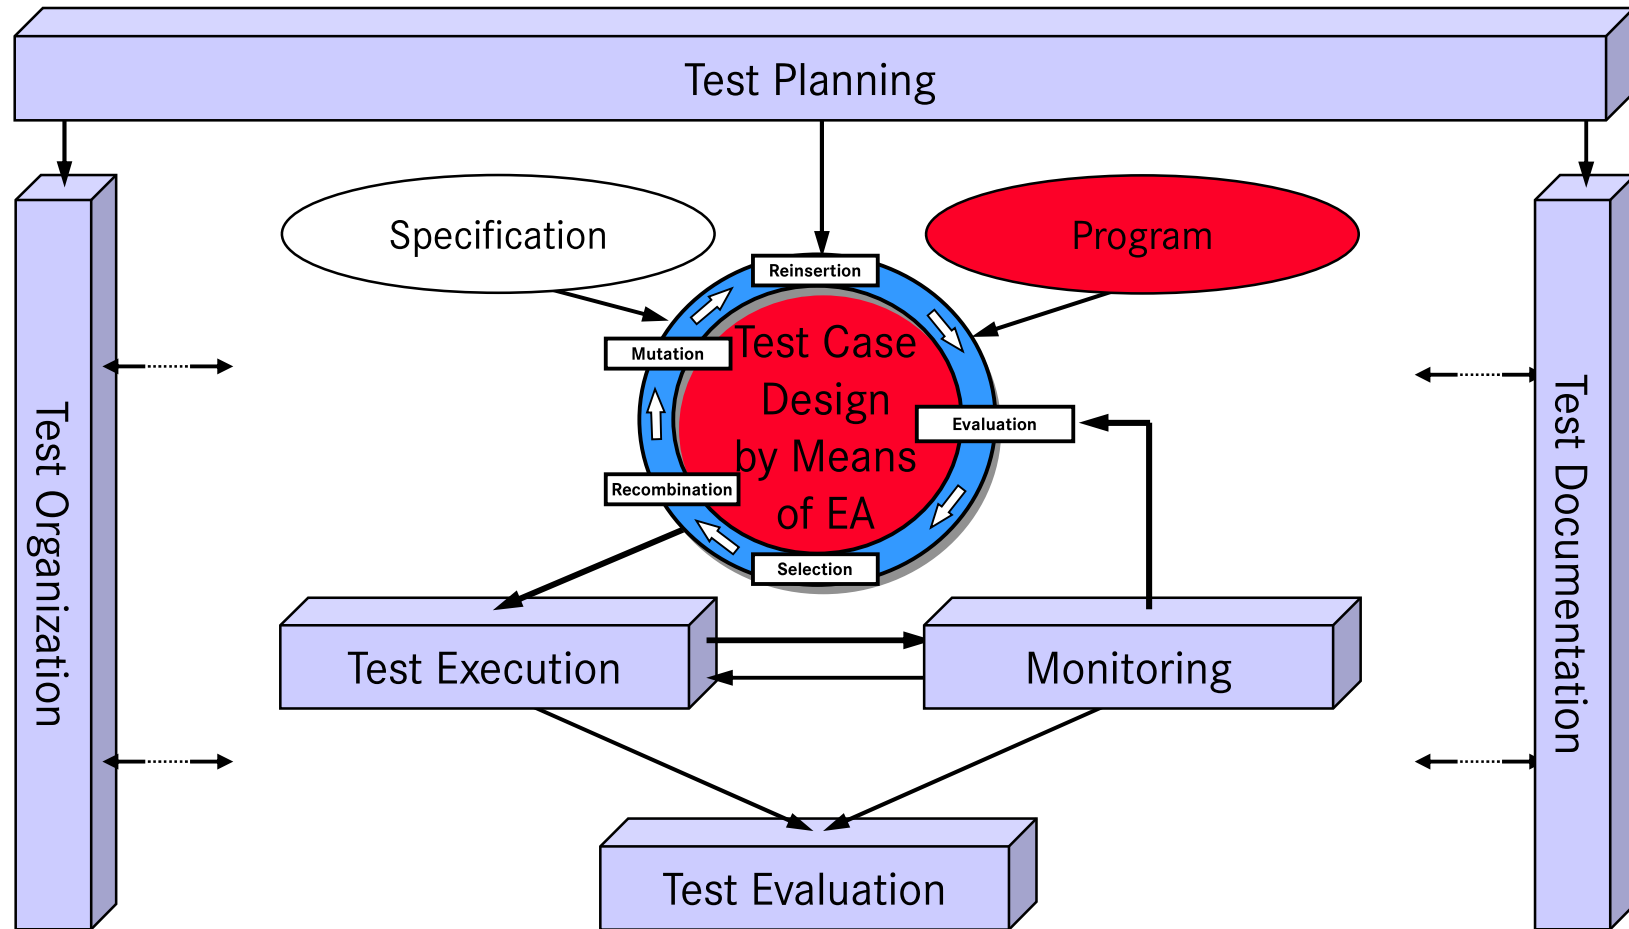 Test Planning
Specification
Program
Reinsertion
Mutation
Test Case
Design
by Means
of EA
Evaluation
Recombination
Selection
Test Organization
Test Documentation
Test Execution
Monitoring
Test Evaluation